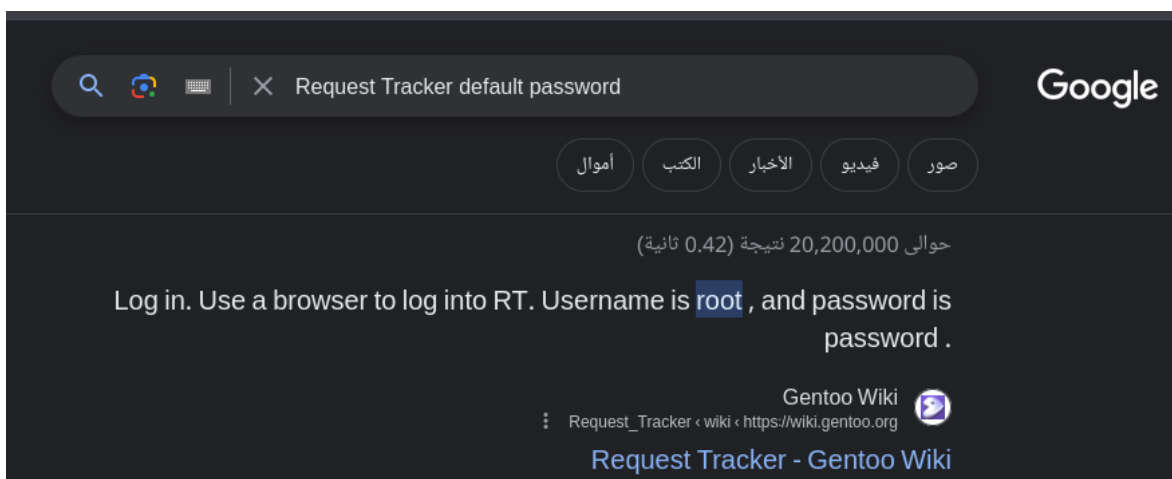 Request Tracker default password
Google
صور
فيديو
الأخبار
الكتب
أموال
حوالى 20,200,000 نتيجة (0.42 ثانية)
Log in. Use a browser to log into RT. Username is root , and password is
password .
Gentoo Wiki
Request_Tracker ‹ wiki ‹ https://wiki.gentoo.org
Request Tracker - Gentoo Wiki